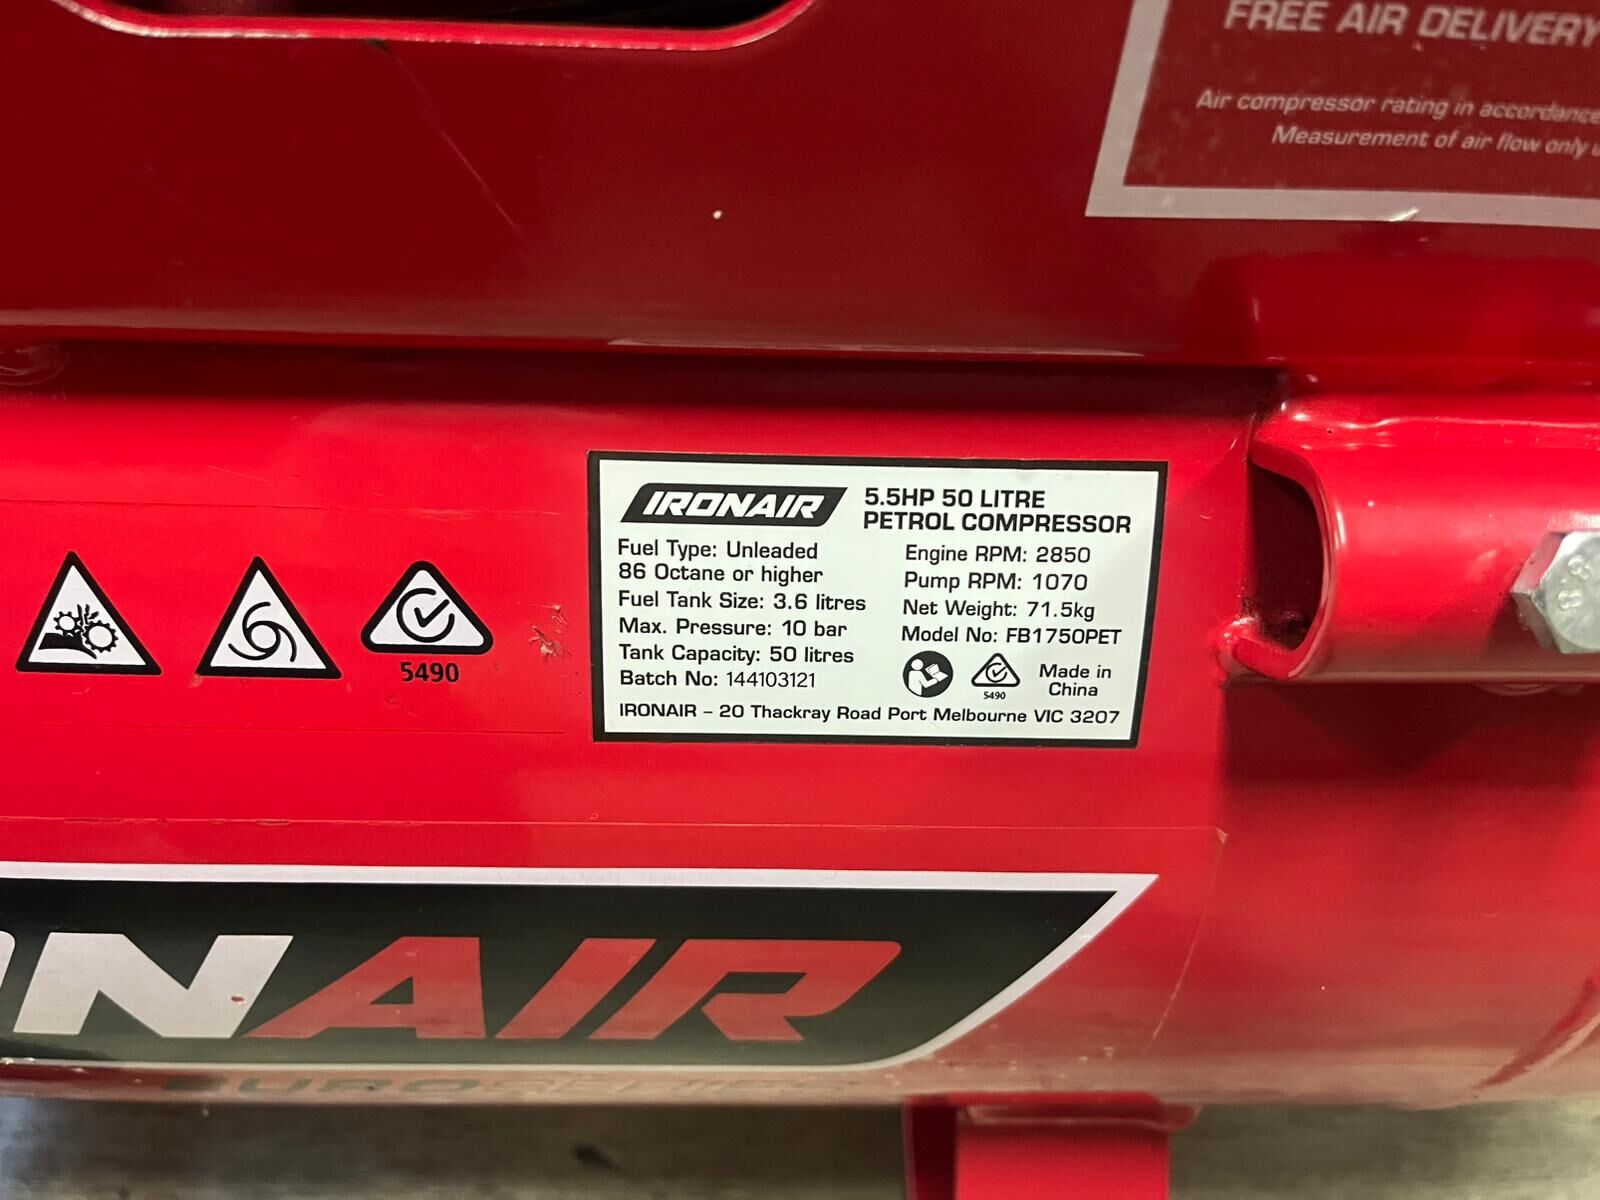 FREE AIR DELIVERY
Air compressor rating in accordance
Measurement of air flow only
5490
IRONAIR
5.5HP 50 LITRE
PETROL COMPRESSOR
Fuel Type: Unleaded
86 Octane or higher
Fuel Tank Size: 3.6 litres
Max. Pressure: 10 bar
Tank Capacity: 50 litres
Batch No: 144103121
Engine RPM: 2850
Pump RPM: 1070
Net Weight: 71.5kg
Model No: FB1750PET
5490
Made in
China
IRONAIR – 20 Thackray Road Port Melbourne VIC 3207
NAIR